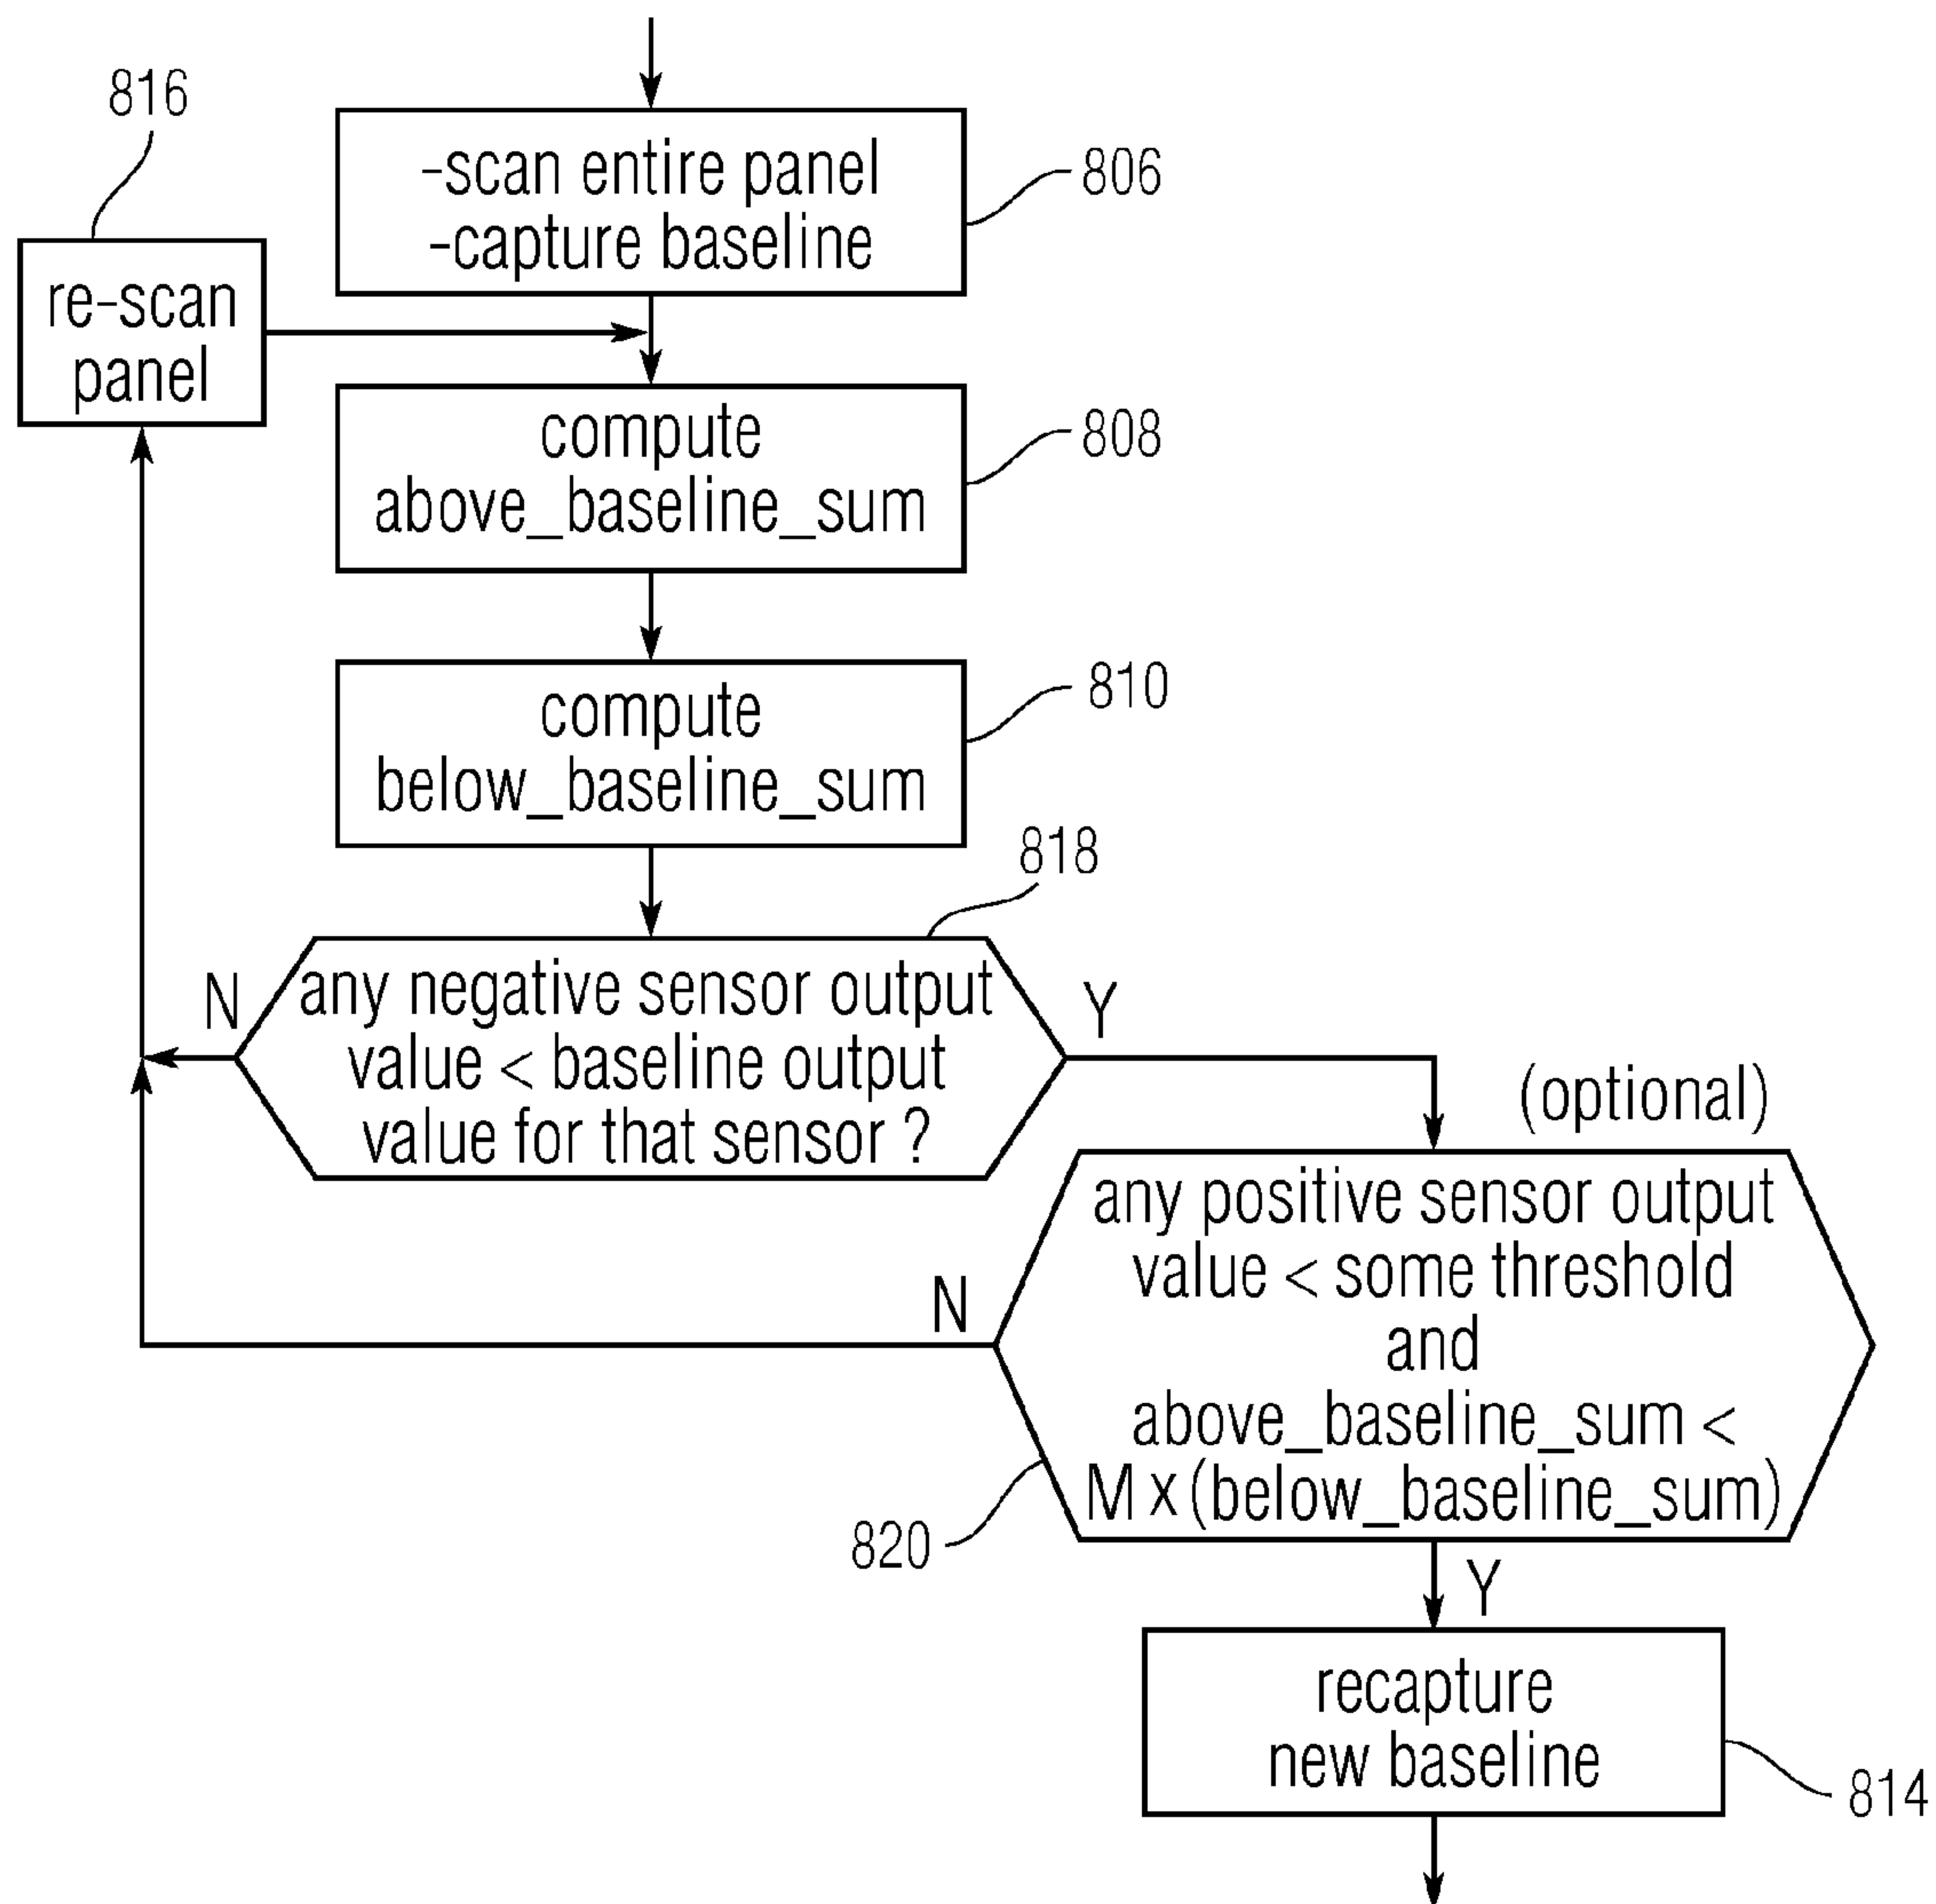 816
-scan entire panel
-capture baseline
806
re-scan
panel
compute
above_baseline_sum
808
compute
below_baseline_sum
810
818
N
any negative sensor output
value < baseline output
value for that sensor ?
Y
(optional)
any positive sensor output
value < some threshold
and
above_baseline_sum <
M x (below_baseline_sum)
N
820
Y
recapture
new baseline
814